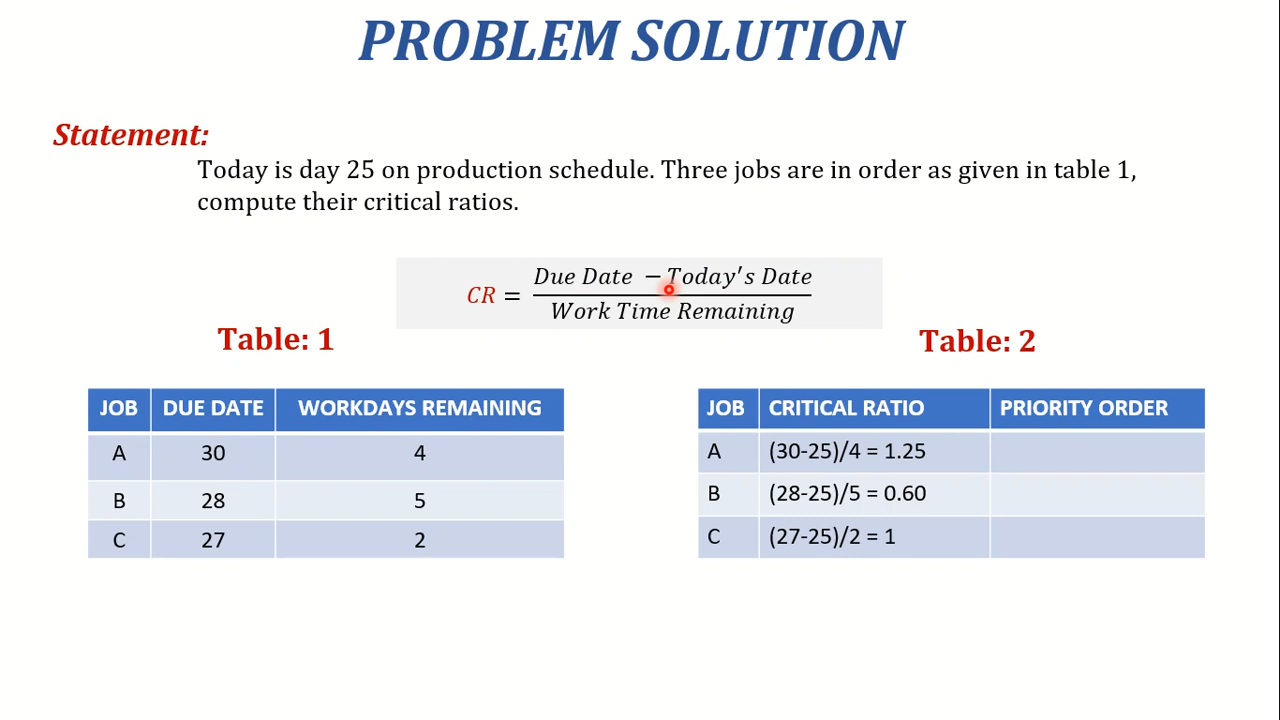 PROBLEM SOLUTION
Statement:
Today is day 25 on production schedule. Three jobs are in order as given in table 1,
compute their critical ratios.
CR = Due Date − Today's Date
Work Time Remaining
Table: 1
JOB DUE DATE WORKDAYS REMAINING
A 30 4
B 28 5
C 27 2
Table: 2
JOB CRITICAL RATIO PRIORITY ORDER
A (30-25)/4 = 1.25
B (28-25)/5 = 0.60
C (27-25)/2 = 1